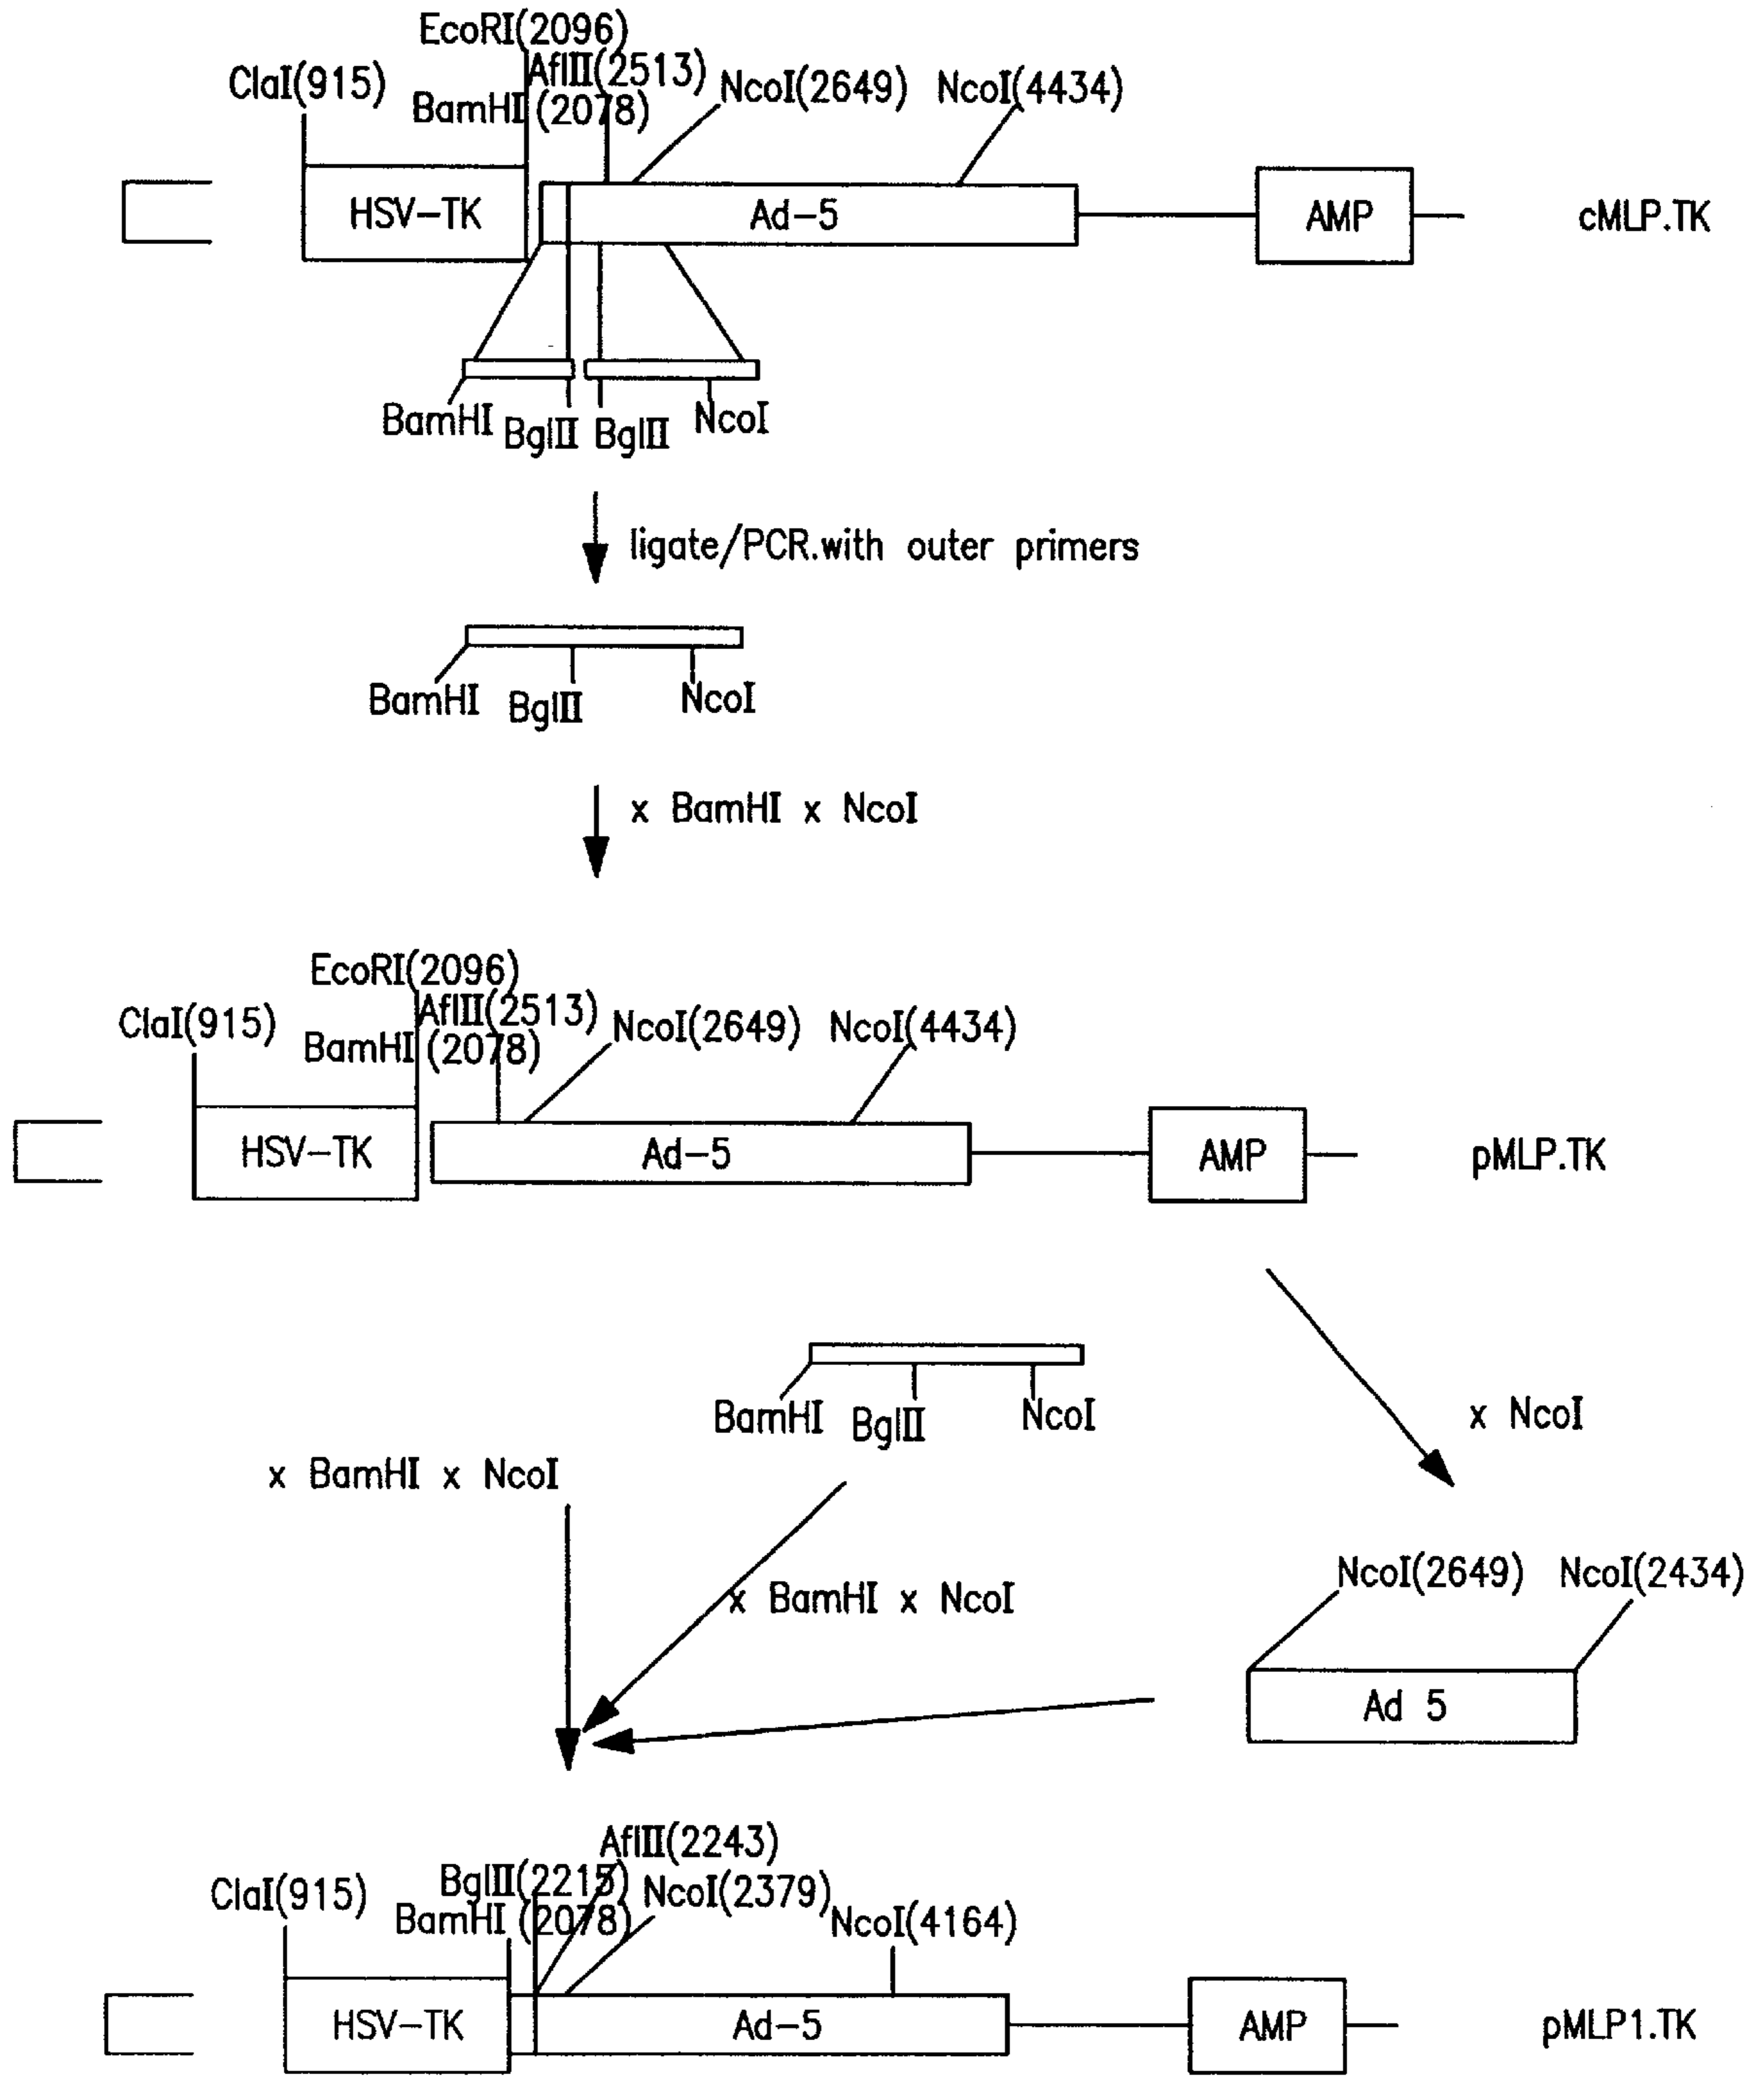 EcoRI(2096)
ClaI(915)
AflIII(2513)
NcoI(2649) NcoI(4434)
BamHI (2078)
HSV-TK
Ad-5
AMP
cMLP.TK
BamHI
BglII
BglII
NcoI
ligate/PCR.with outer primers
BamHI
BglII
NcoI
x BamHI x NcoI
EcoRI(2096)
ClaI(915)
AflIII(2513)
NcoI(2649) NcoI(4434)
BamHI (2078)
HSV-TK
Ad-5
AMP
pMLP.TK
BamHI
BglII
NcoI
x NcoI
x BamHI x NcoI
x BamHI x NcoI
NcoI(2649) NcoI(2434)
Ad 5
AflIII(2243)
BglII(2215)
ClaI(915)
NcoI(2379)
BamHI (2078)
NcoI(4164)
HSV-TK
Ad-5
AMP
pMLP1.TK